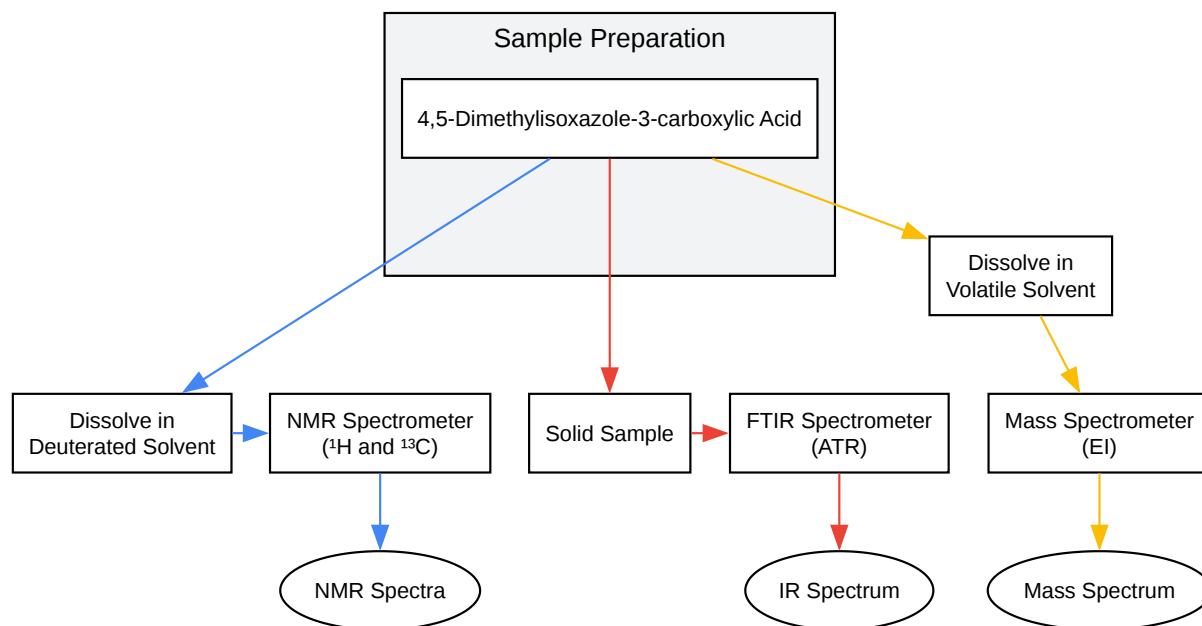 Sample Preparation
4,5-Dimethylisoxazole-3-carboxylic Acid
Dissolve in
Volatile Solvent
Dissolve in
Deuterated Solvent
NMR Spectrometer
(¹H and ¹³C)
Solid Sample
FTIR Spectrometer
(ATR)
Mass Spectrometer
(EI)
NMR Spectra
IR Spectrum
Mass Spectrum